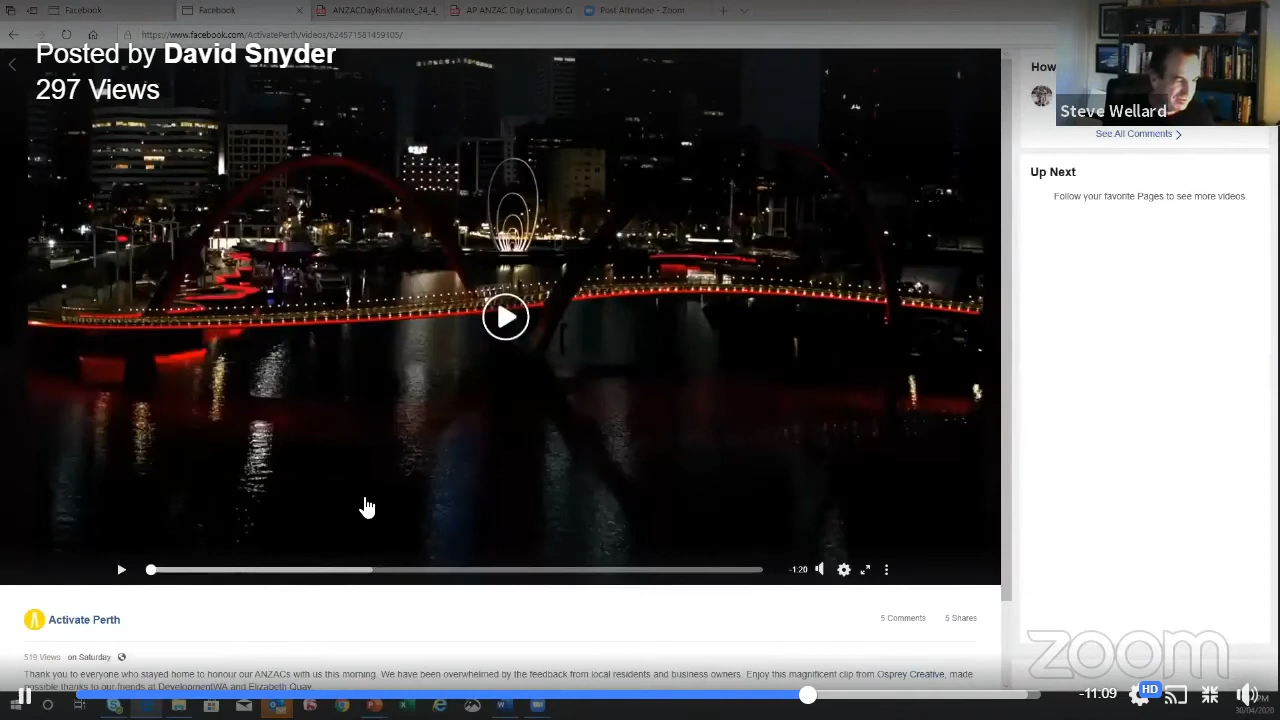 Facebook
Facebook
ANZACDayRiskMatrix_24_4_
AP ANZAC Day Locations Co
Post Attendee - Zoom
https://www.facebook.com/ActivatePerth/videos/624571581459105/
Posted by David Snyder
297 Views
How
Steve Wellard
See All Comments
Up Next
Follow your favorite Pages to see more videos.
-1:20
Activate Perth
5 Comments
5 Shares
519 Views on Saturday
Thank you to everyone who stayed home to honour our ANZACs with us this morning. We have been overwhelmed by the feedback from local residents and business owners. Enjoy this magnificent clip from Osprey Creative, made
possible thanks to our friends at DevelopmentWA and Elizabeth Quay.
zoom
-11:09
HD
PM
30/04/2020